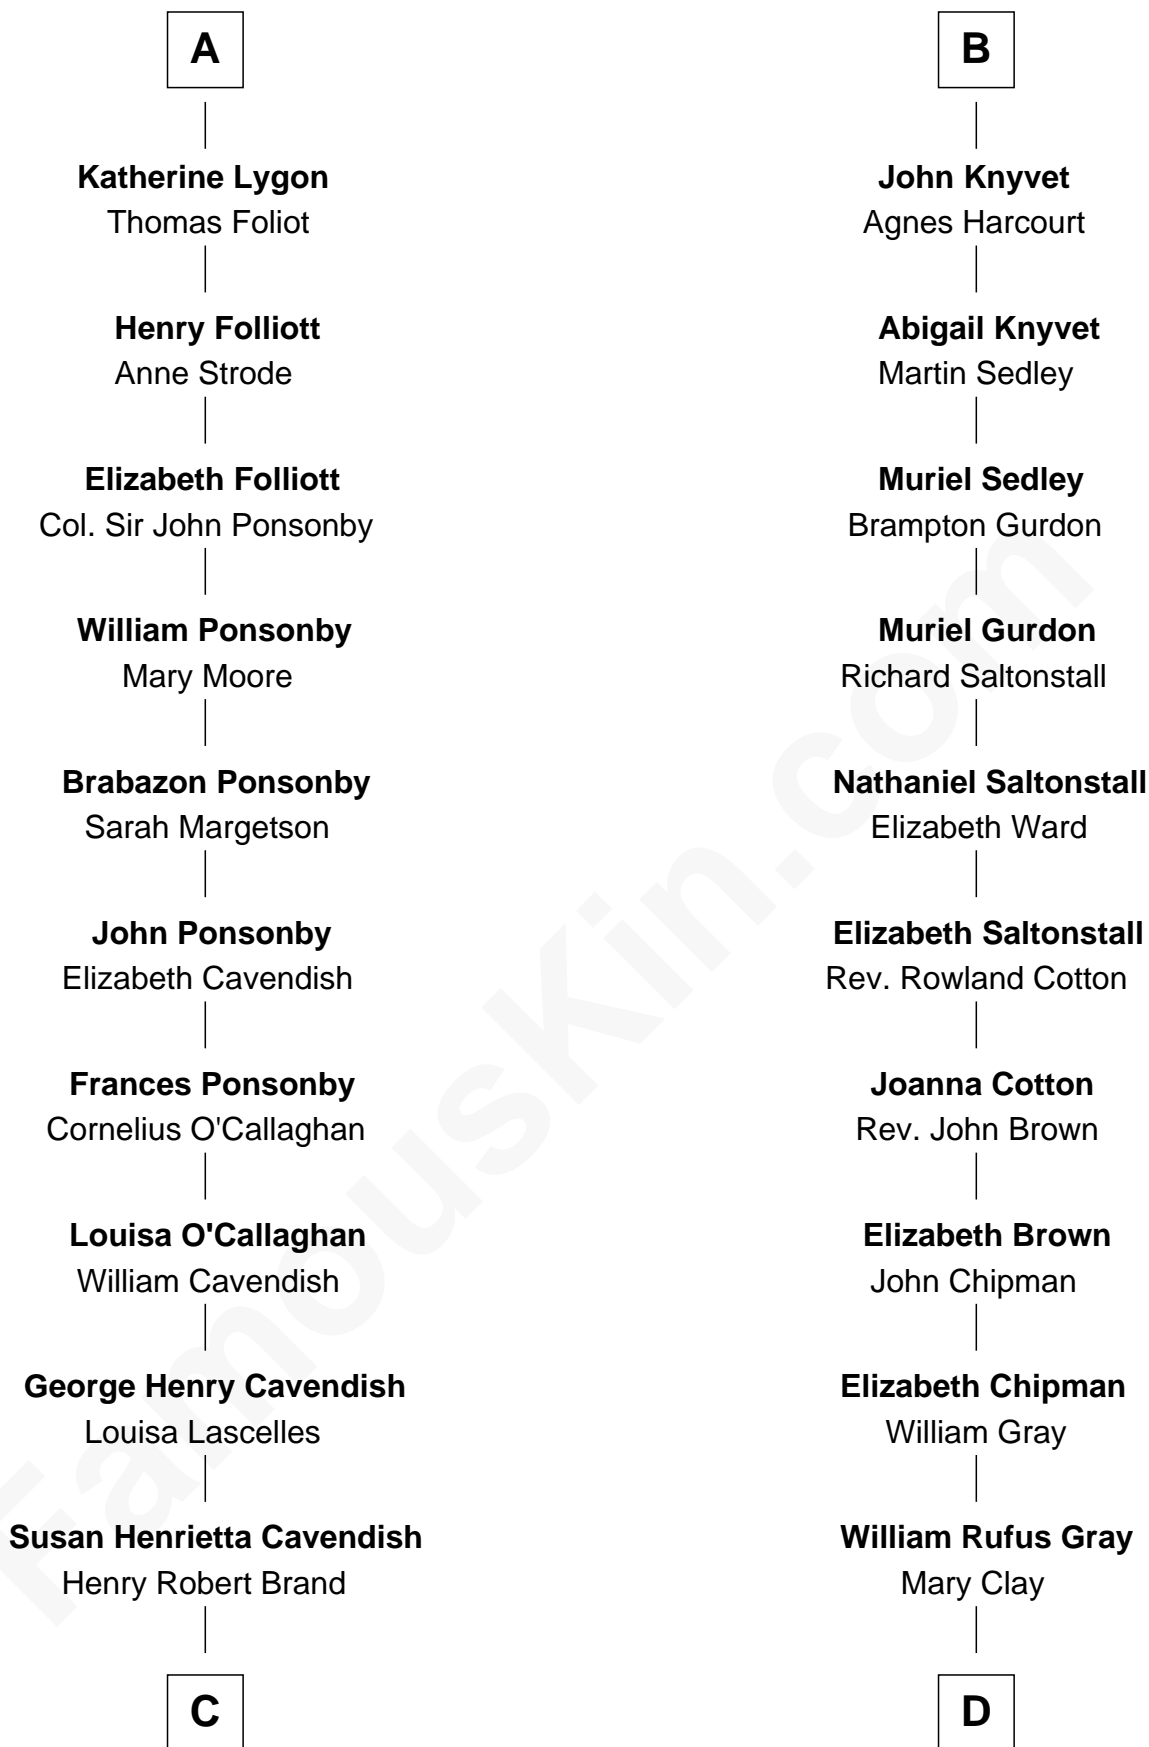 A
Katherine Lygon
Thomas Foliot
Henry Folliott
Anne Strode
Elizabeth Folliott
Col. Sir John Ponsonby
William Ponsonby
Mary Moore
Brabazon Ponsonby
Sarah Margetson
John Ponsonby
Elizabeth Cavendish
Frances Ponsonby
Cornelius O'Callaghan
Louisa O'Callaghan
William Cavendish
George Henry Cavendish
Louisa Lascelles
Susan Henrietta Cavendish
Henry Robert Brand
C
B
John Knyvet
Agnes Harcourt
Abigail Knyvet
Martin Sedley
Muriel Sedley
Brampton Gurdon
Muriel Gurdon
Richard Saltonstall
Nathaniel Saltonstall
Elizabeth Ward
Elizabeth Saltonstall
Rev. Rowland Cotton
Joanna Cotton
Rev. John Brown
Elizabeth Brown
John Chipman
Elizabeth Chipman
William Gray
William Rufus Gray
Mary Clay
D
FamousKin.com